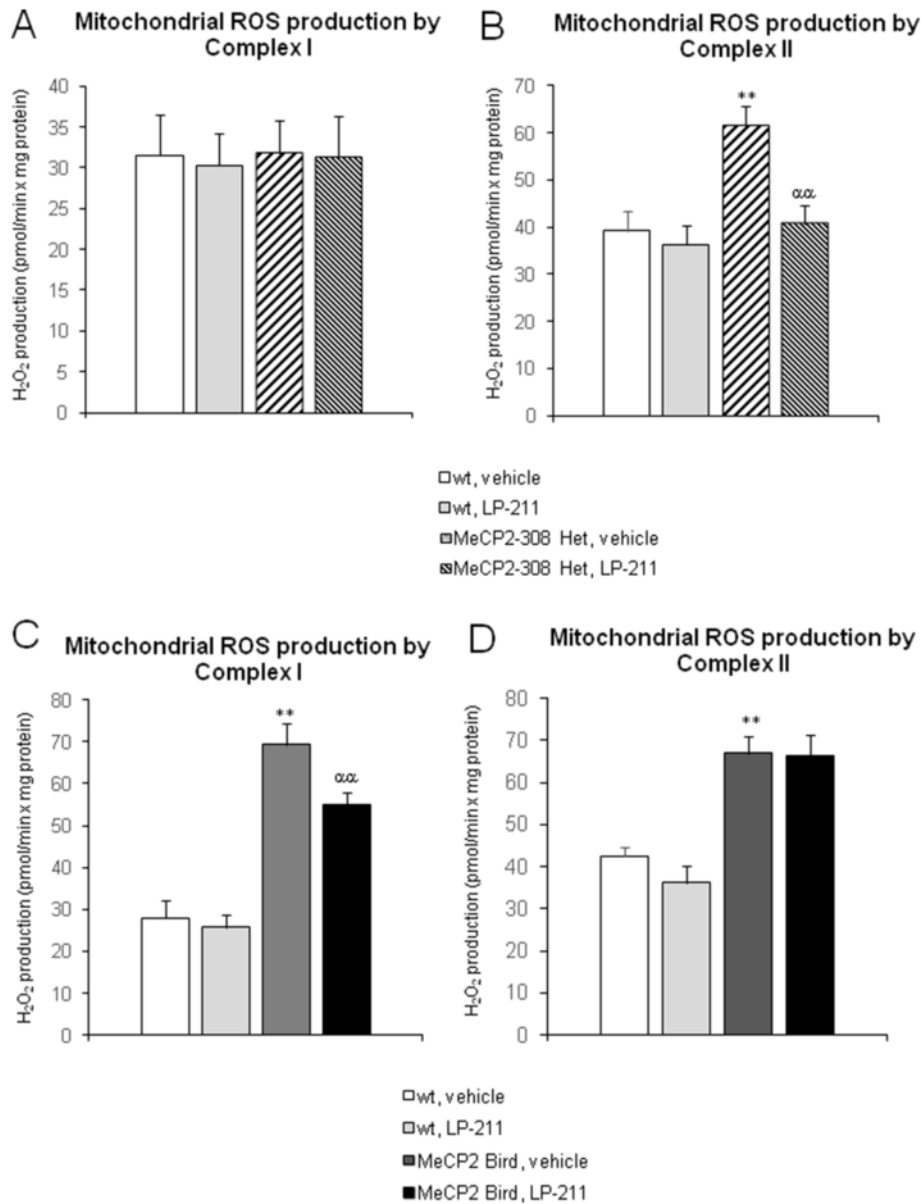 A
Mitochondrial ROS production by
Complex I
H₂O₂ production (pmol/min x mg protein)
40
35
30
25
20
15
10
5
0
B
Mitochondrial ROS production by
Complex II
H₂O₂ production (pmol/min x mg protein)
70
60
50
40
30
20
10
0
**
αα
wt, vehicle
wt, LP-211
MeCP2-308 Het, vehicle
MeCP2-308 Het, LP-211
C
Mitochondrial ROS production by
Complex I
H₂O₂ production (pmol/min x mg protein)
80
70
60
50
40
30
20
10
0
**
αα
D
Mitochondrial ROS production by
Complex II
H₂O₂ production (pmol/min x mg protein)
80
70
60
50
40
30
20
10
0
**
wt, vehicle
wt, LP-211
MeCP2 Bird, vehicle
MeCP2 Bird, LP-211